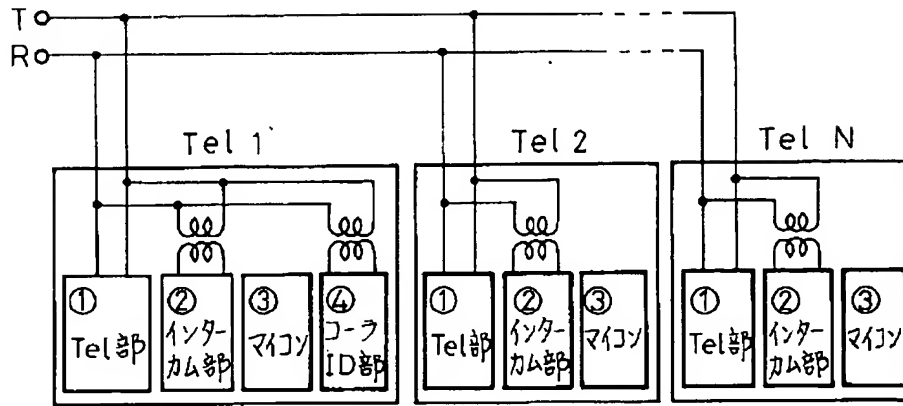 T
R
Tel 1
Tel 2
Tel N
①
Tel部
②
インター
カム部
③
マイコン
④
コーラ
ID部
①
Tel部
②
インター
カム部
③
マイコン
①
Tel部
②
インター
カム部
③
マイコン